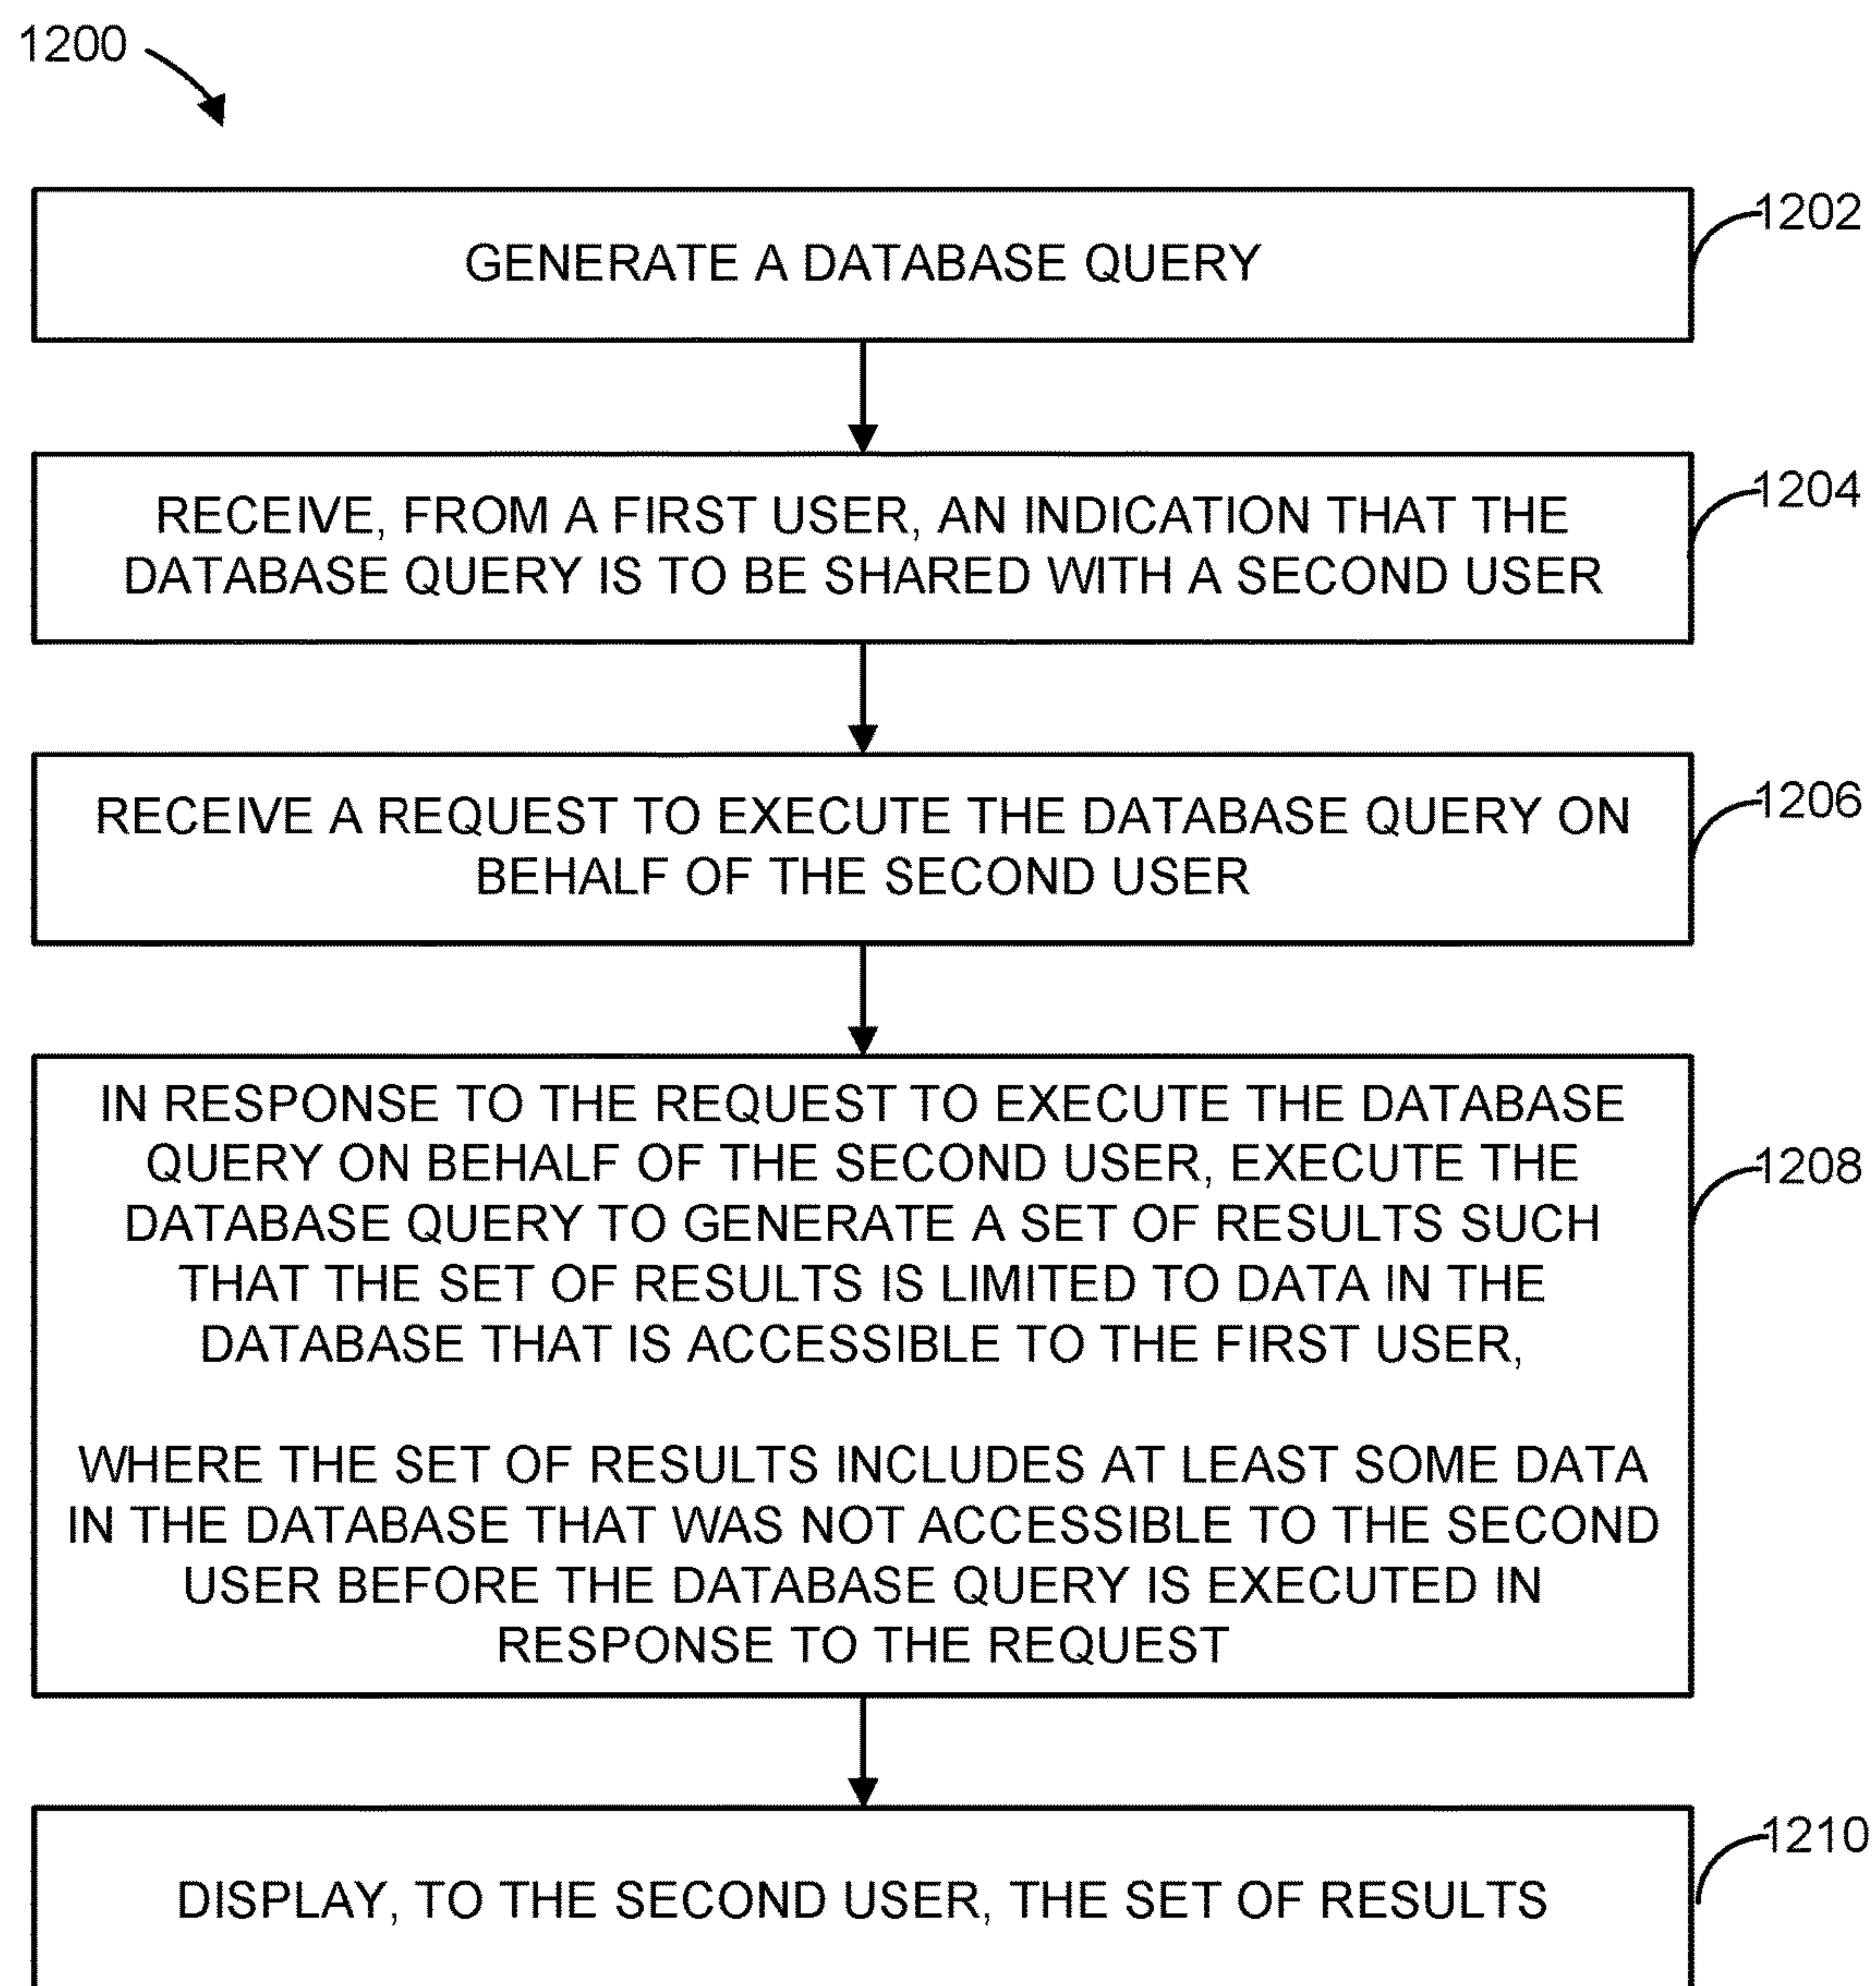 1200
1202
GENERATE A DATABASE QUERY
1204
RECEIVE, FROM A FIRST USER, AN INDICATION THAT THE
DATABASE QUERY IS TO BE SHARED WITH A SECOND USER
1206
RECEIVE A REQUEST TO EXECUTE THE DATABASE QUERY ON
BEHALF OF THE SECOND USER
IN RESPONSE TO THE REQUEST TO EXECUTE THE DATABASE
QUERY ON BEHALF OF THE SECOND USER, EXECUTE THE
1208
DATABASE QUERY TO GENERATE A SET OF RESULTS SUCH
THAT THE SET OF RESULTS IS LIMITED TO DATA IN THE
DATABASE THAT IS ACCESSIBLE TO THE FIRST USER,
WHERE THE SET OF RESULTS INCLUDES AT LEAST SOME DATA
IN THE DATABASE THAT WAS NOT ACCESSIBLE TO THE SECOND
USER BEFORE THE DATABASE QUERY IS EXECUTED IN
RESPONSE TO THE REQUEST
1210
DISPLAY, TO THE SECOND USER, THE SET OF RESULTS